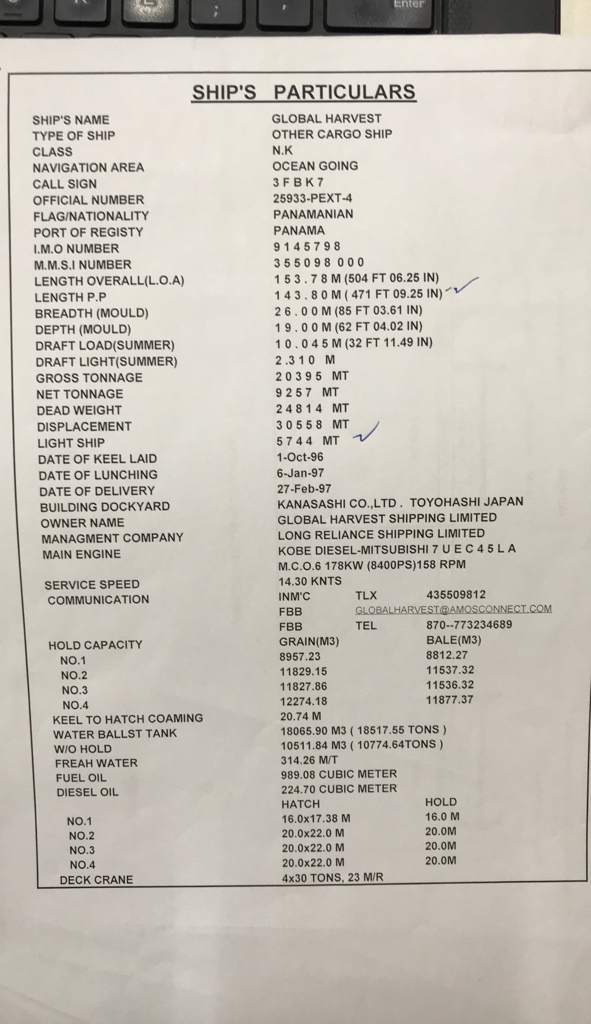 Enter
SHIP'S PARTICULARS
SHIP'S NAME GLOBAL HARVEST
TYPE OF SHIP OTHER CARGO SHIP
CLASS N.K
NAVIGATION AREA OCEAN GOING
CALL SIGN 3 F B K 7
OFFICIAL NUMBER 25933-PEXT-4
FLAG/NATIONALITY PANAMANIAN
PORT OF REGISTY PANAMA
I.M.O NUMBER 9 1 4 5 7 9 8
M.M.S.I NUMBER 3 5 5 0 9 8 0 0 0
LENGTH OVERALL(L.O.A) 1 5 3 . 7 8 M (504 FT 06.25 IN)
LENGTH P.P 1 4 3 . 8 0 M ( 471 FT 09.25 IN)
BREADTH (MOULD) 2 6 . 0 0 M (85 FT 03.61 IN)
DEPTH (MOULD) 1 9 . 0 0 M (62 FT 04.02 IN)
DRAFT LOAD(SUMMER) 1 0 . 0 4 5 M (32 FT 11.49 IN)
DRAFT LIGHT(SUMMER) 2 . 3 1 0 M
GROSS TONNAGE 2 0 3 9 5 MT
NET TONNAGE 9 2 5 7 MT
DEAD WEIGHT 2 4 8 1 4 MT
DISPLACEMENT 3 0 5 5 8 MT
LIGHT SHIP 5 7 4 4 MT
DATE OF KEEL LAID 1-Oct-96
DATE OF LUNCHING 6-Jan-97
DATE OF DELIVERY 27-Feb-97
BUILDING DOCKYARD KANASASHI CO.,LTD . TOYOHASHI JAPAN
OWNER NAME GLOBAL HARVEST SHIPPING LIMITED
MANAGMENT COMPANY LONG RELIANCE SHIPPING LIMITED
MAIN ENGINE KOBE DIESEL-MITSUBISHI 7 U E C 4 5 L A
M.C.O.6 178KW (8400PS)158 RPM
SERVICE SPEED 14.30 KNTS
COMMUNICATION INM'C TLX 435509812
FBB GLOBALHARVEST@AMOSCONNECT.COM
FBB TEL 870--773234689
HOLD CAPACITY GRAIN(M3) BALE(M3)
NO.1 8957.23 8812.27
NO.2 11829.15 11537.32
NO.3 11827.86 11536.32
NO.4 12274.18 11877.37
KEEL TO HATCH COAMING 20.74 M
WATER BALLST TANK 18065.90 M3 ( 18517.55 TONS )
W/O HOLD 10511.84 M3 ( 10774.64TONS )
FREAH WATER 314.26 M/T
FUEL OIL 989.08 CUBIC METER
DIESEL OIL 224.70 CUBIC METER
HATCH HOLD
NO.1 16.0x17.38 M 16.0 M
NO.2 20.0x22.0 M 20.0M
NO.3 20.0x22.0 M 20.0M
NO.4 20.0x22.0 M 20.0M
DECK CRANE 4x30 TONS, 23 M/R